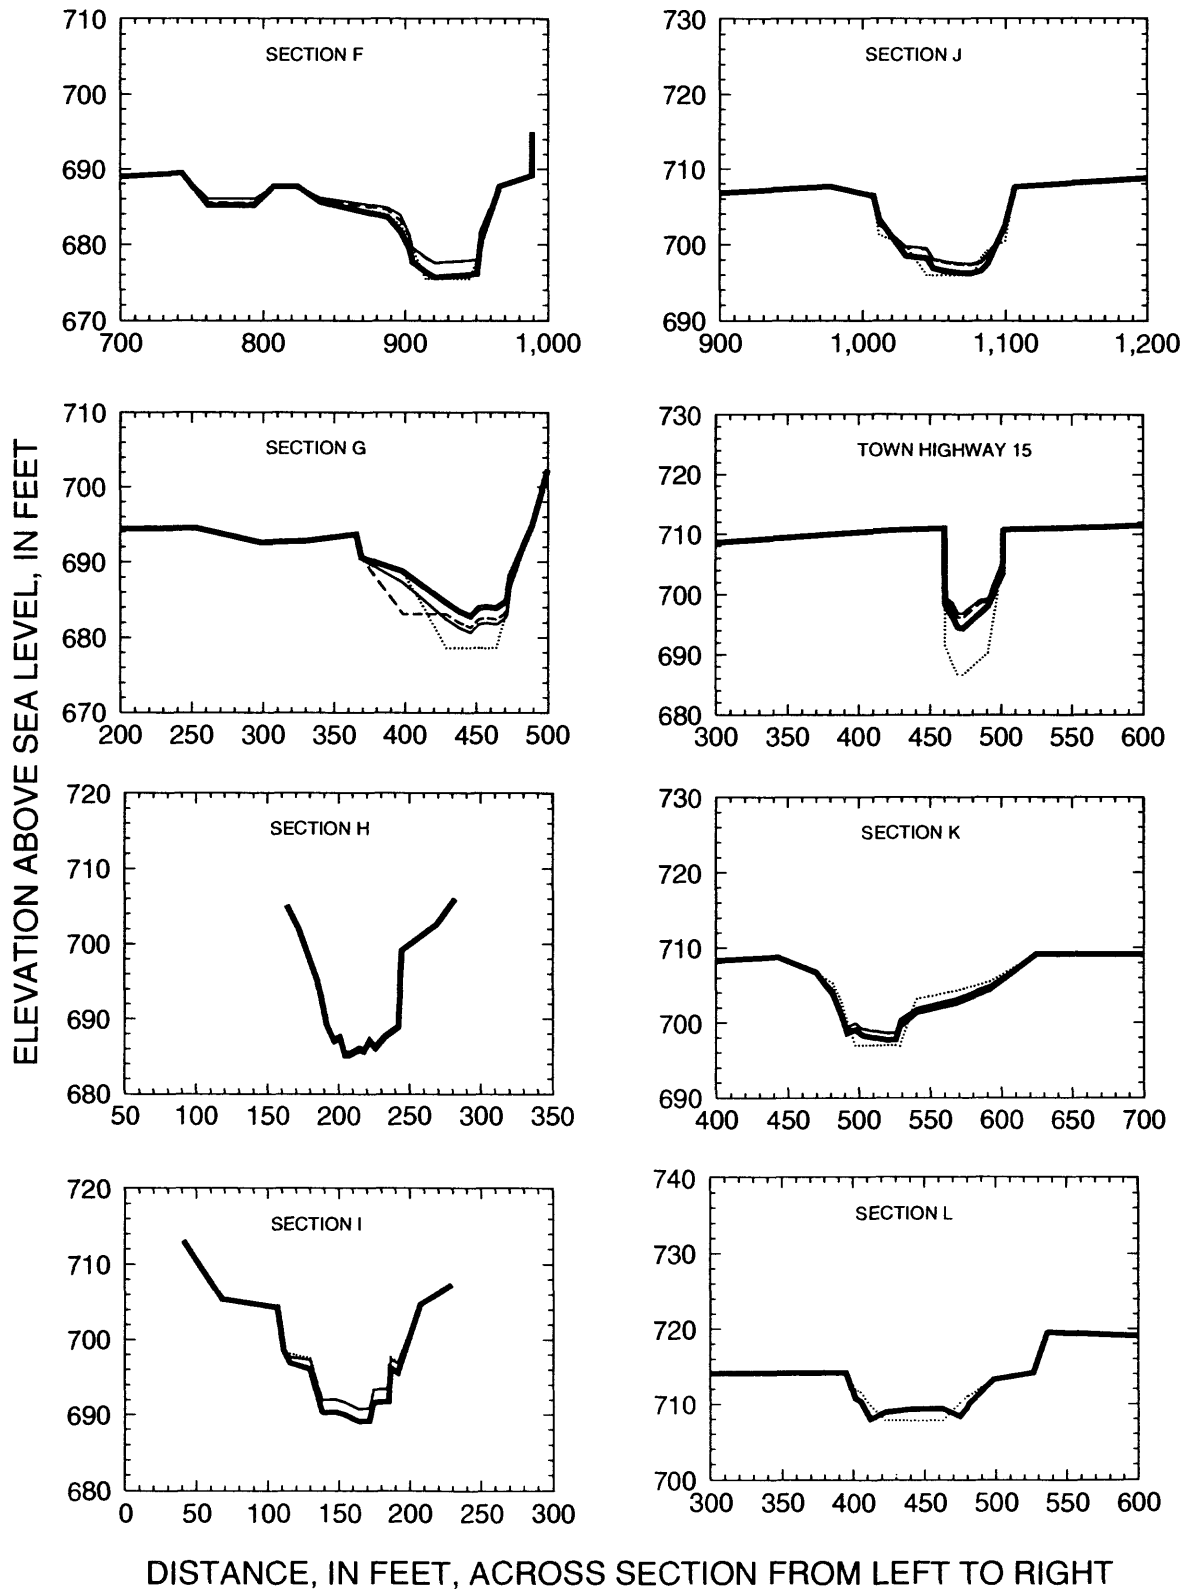 ELEVATION ABOVE SEA LEVEL, IN FEET
SECTION F
710
700
690
680
670
700 800 900 1,000
SECTION J
730
720
710
700
690
900 1,000 1,100 1,200
SECTION G
710
700
690
680
670
200 250 300 350 400 450 500
TOWN HIGHWAY 15
730
720
710
700
690
680
300 350 400 450 500 550 600
SECTION H
720
710
700
690
680
50 100 150 200 250 300 350
SECTION K
730
720
710
700
690
400 450 500 550 600 650 700
SECTION I
720
710
700
690
680
0 50 100 150 200 250 300
SECTION L
740
730
720
710
700
300 350 400 450 500 550 600
DISTANCE, IN FEET, ACROSS SECTION FROM LEFT TO RIGHT